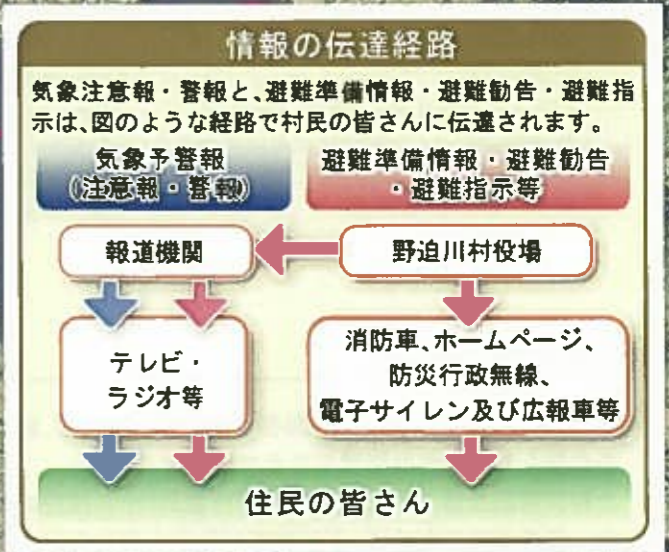 情報の伝達経路
気象注意報・警報と、避難準備情報・避難勧告・避難指
示は、図のような経路で村民の皆さんに伝達されます。
気象予警報
(注意報・警報)
避難準備情報・避難勧告
・避難指示等
報道機関
野迫川村役場
テレビ・
ラジオ等
消防車、ホームページ、
防災行政無線、
電子サイレン及び広報車等
住民の皆さん